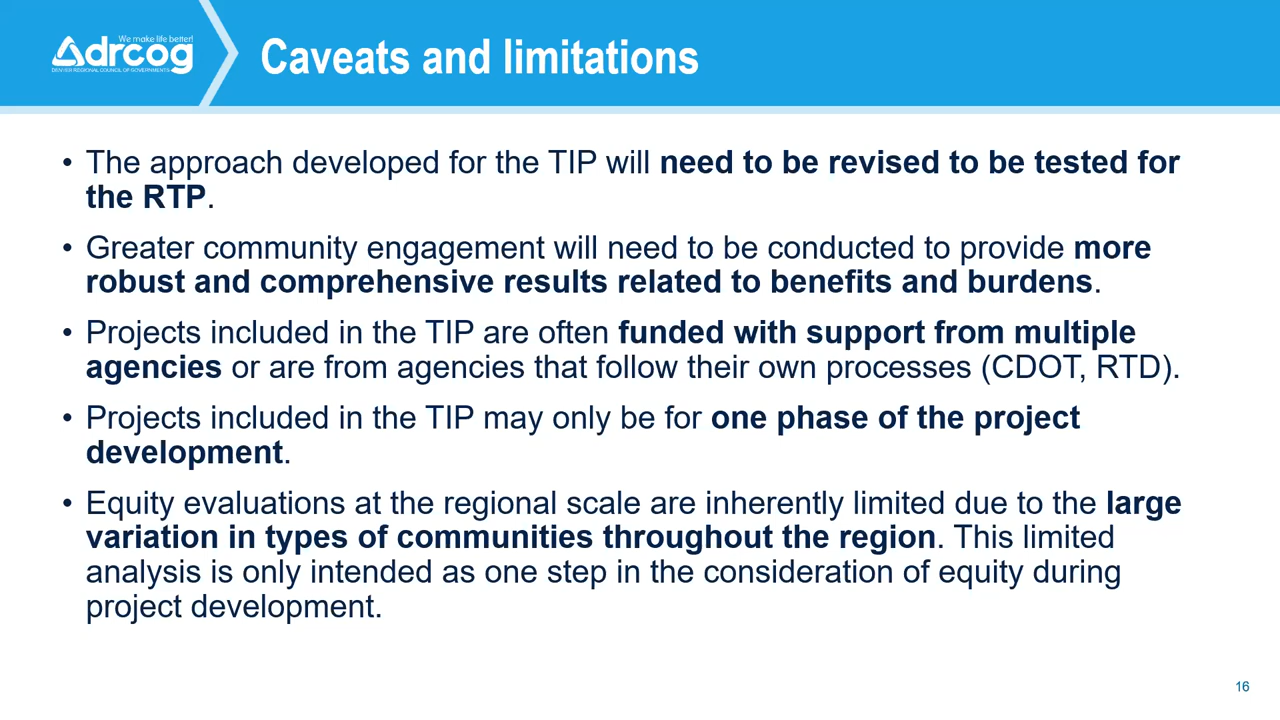 We make life better!
drcog
DENVER REGIONAL COUNCIL OF GOVERNMENTS
Caveats and limitations
• The approach developed for the TIP will need to be revised to be tested for
the RTP.
• Greater community engagement will need to be conducted to provide more
robust and comprehensive results related to benefits and burdens.
• Projects included in the TIP are often funded with support from multiple
agencies or are from agencies that follow their own processes (CDOT, RTD).
• Projects included in the TIP may only be for one phase of the project
development.
• Equity evaluations at the regional scale are inherently limited due to the large
variation in types of communities throughout the region. This limited
analysis is only intended as one step in the consideration of equity during
project development.
16